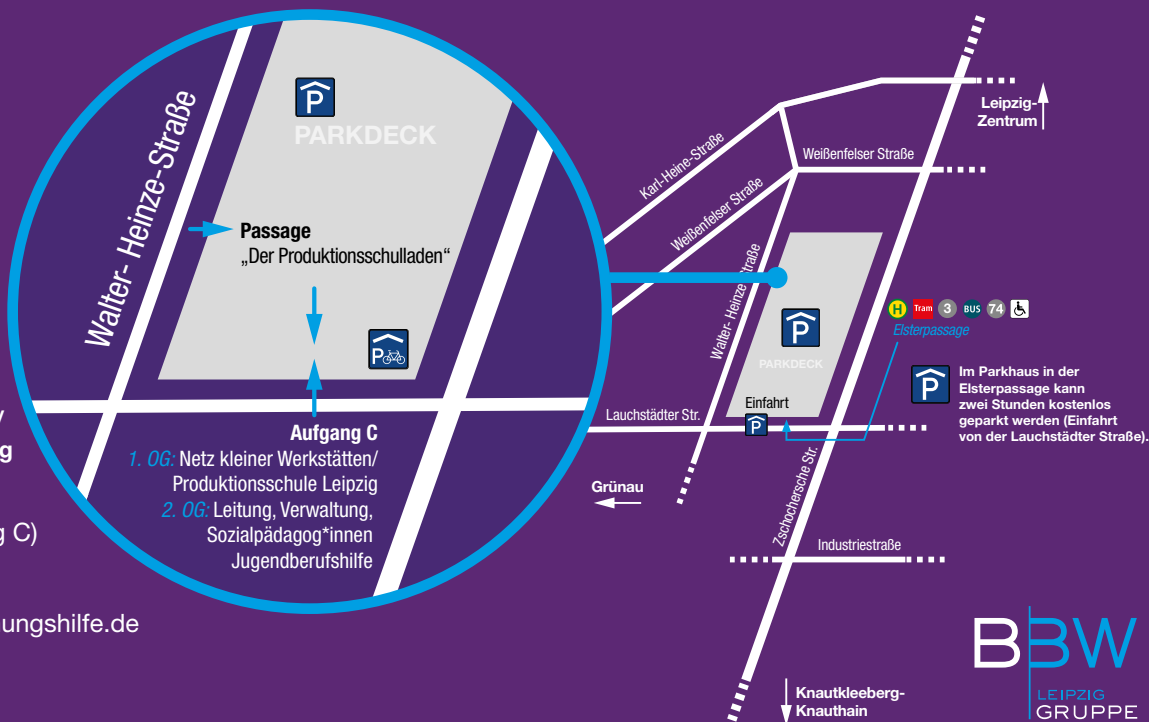 P
PARKDECK
Walter- Heinze-Straße
Passage
„Der Produktionsschulladen“
P
Aufgang C
1. OG: Netz kleiner Werkstätten/
Produktionsschule Leipzig
2. OG: Leitung, Verwaltung,
Sozialpädagog*innen
Jugendberufshilfe
/
g
g C)
ungshilfe.de
Leipzig-
Zentrum
Karl-Heine-Straße
Weißenfelser Straße
Weißenfelser Straße
Walter- Heinze Straße
P
PARKDECK
H Tram 3 BUS 74
Elsterpassage
P
Im Parkhaus in der
Elsterpassage kann
zwei Stunden kostenlos
geparkt werden (Einfahrt
von der Lauchstädter Straße).
Einfahrt
P
Lauchstädter Str.
Grünau
Zschochersche Str.
Industriestraße
Knautkleeberg-
Knauthain
BBW
LEIPZIG
GRUPPE